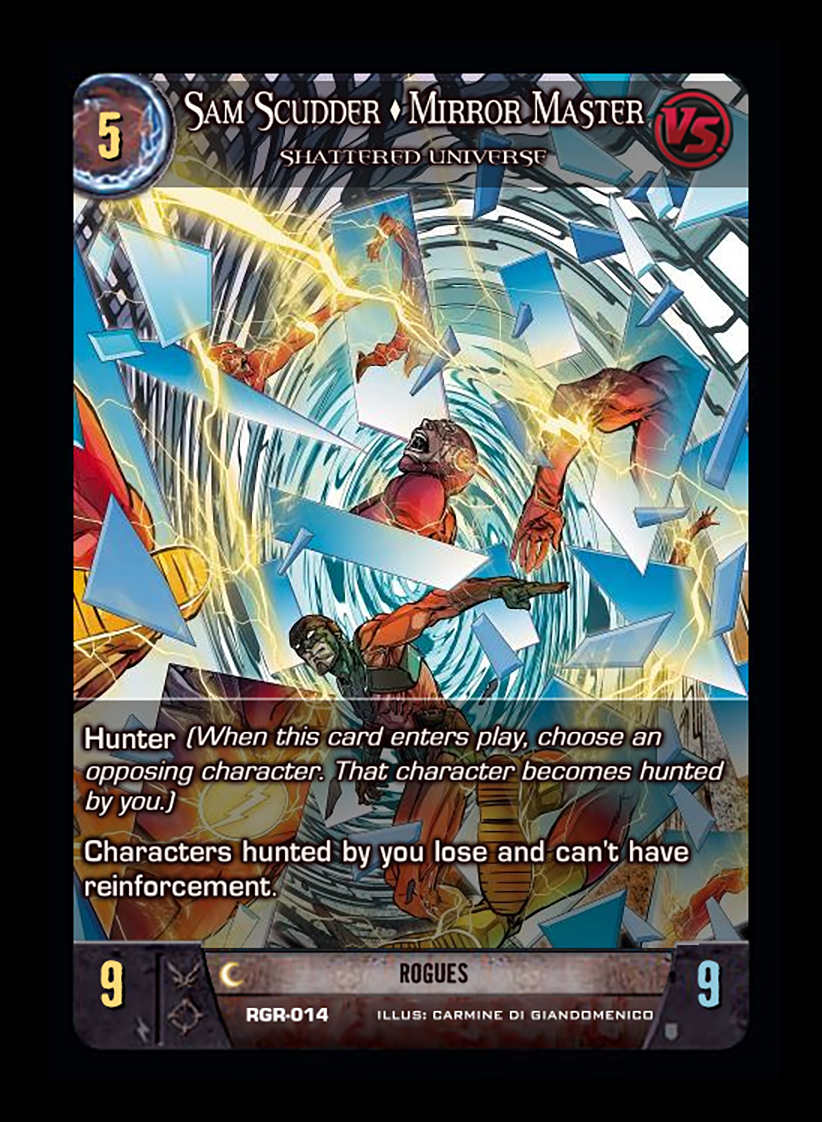 5
SAM SCUDDER ♦ MIRROR MASTER
VS.
SHATTERED UNIVERSE
Hunter (When this card enters play, choose an
opposing character. That character becomes hunted
by you.)
Characters hunted by you lose and can't have
reinforcement.
9
ROGUES
9
RGR-014
ILLUS: CARMINE DI GIANDOMENICO